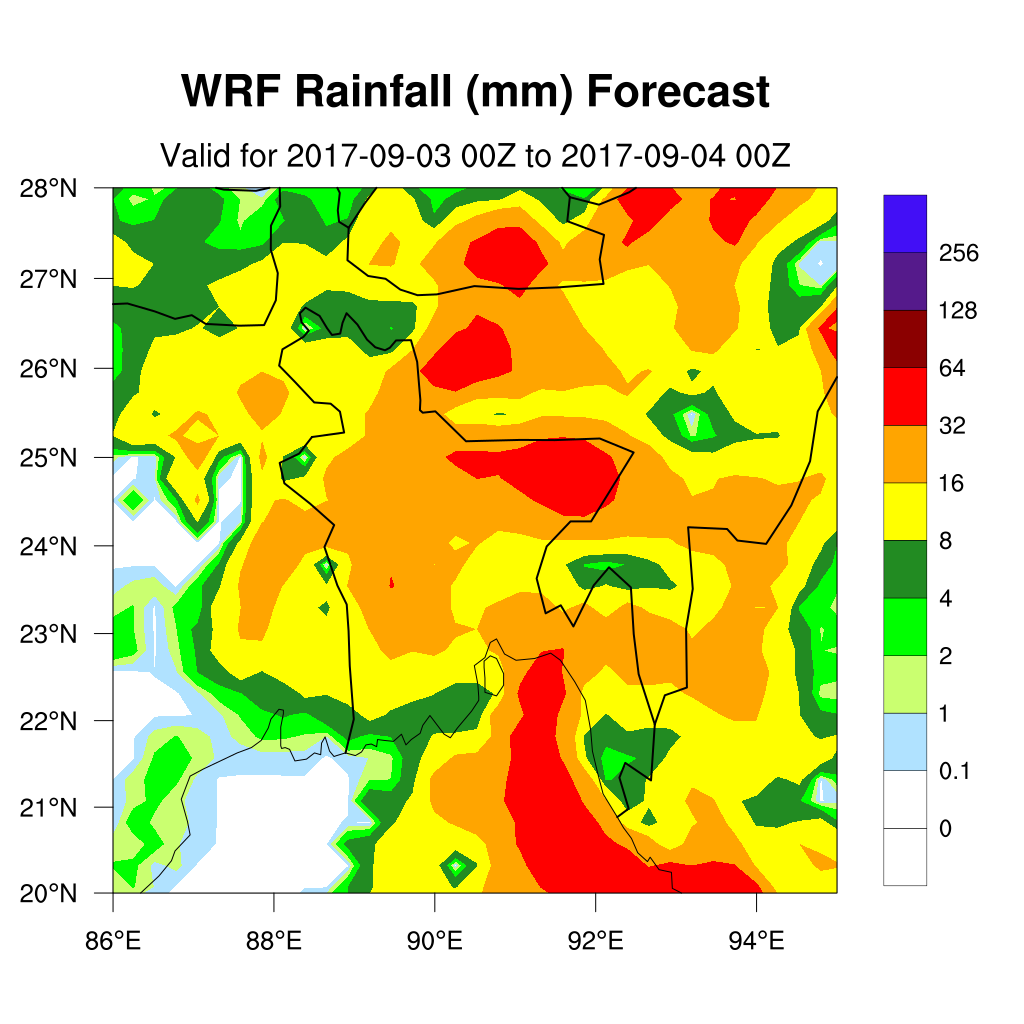 WRF Rainfall (mm) Forecast
Valid for 2017-09-03 00Z to 2017-09-04 00Z
28°N
27°N
26°N
25°N
24°N
23°N
22°N
21°N
20°N
86°E 88°E 90°E 92°E 94°E
256
128
64
32
16
8
4
2
1
0.1
0